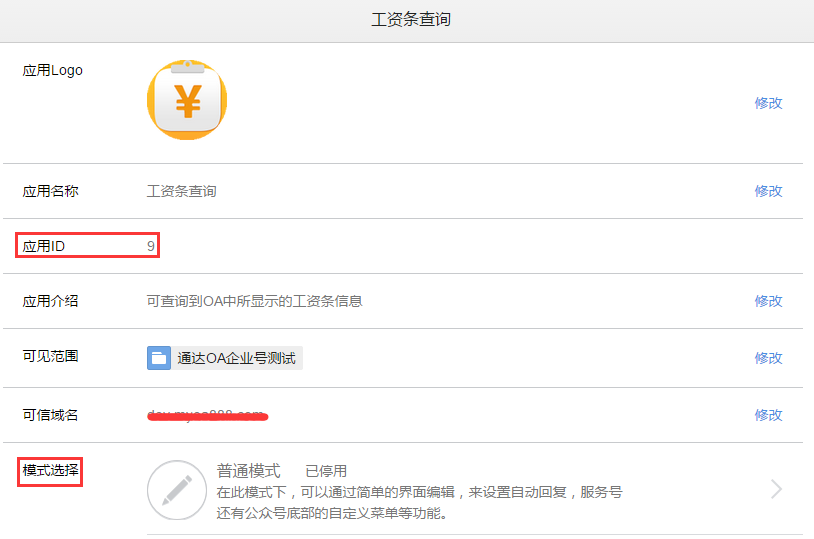 工资条查询
应用Logo
¥
修改
应用名称 工资条查询 修改
应用ID 9
应用介绍 可查询到OA中所显示的工资条信息 修改
可见范围 通达OA企业号测试 修改
可信域名 修改
模式选择 普通模式 已停用
在此模式下，可以通过简单的界面编辑，来设置自动回复，服务号
还有公众号底部的自定义菜单等功能。